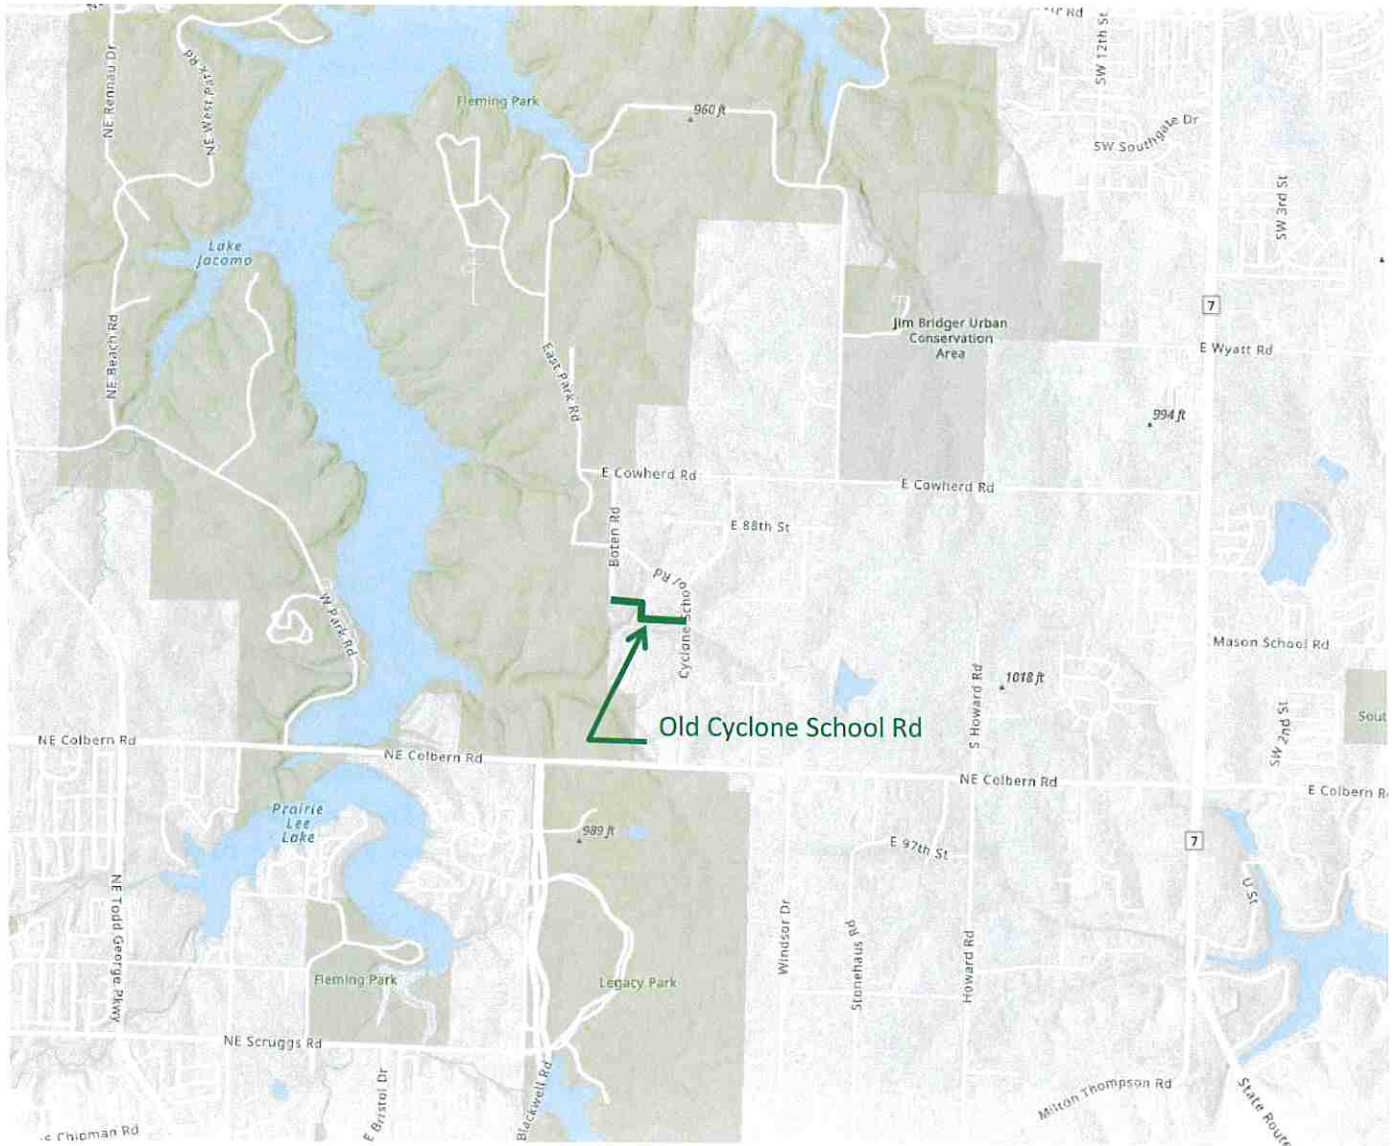 NE Rennau Dr
NE West Park Rd
Fleming Park
960 ft
Rd
SW 12th St
SW Southgate Dr
SW 3rd St
Lake
Jacomo
NE Beach Rd
East Park Rd
Jim Bridger Urban
Conservation
Area
7
E Wyatt Rd
994 ft
E Cowherd Rd
E Cowherd Rd
Boten Rd
E 88th St
Cyclone Scho
ol Rd
W Park Rd
Mason School Rd
1018 ft
S Howard Rd
SW 2nd St
Sout
Old Cyclone School Rd
NE Colbern Rd
NE Colbern Rd
NE Colbern Rd
E Colbern R
Prairie
Lee
Lake
989 ft
E 97th St
7
U St
NE Todd George Pkwy
Windsor Dr
Stonehaus Rd
Howard Rd
Fleming Park
Legacy Park
NE Scruggs Rd
E Bristol Dr
Blackwell Rd
Milton Thompson Rd
State Route
Chipman Rd